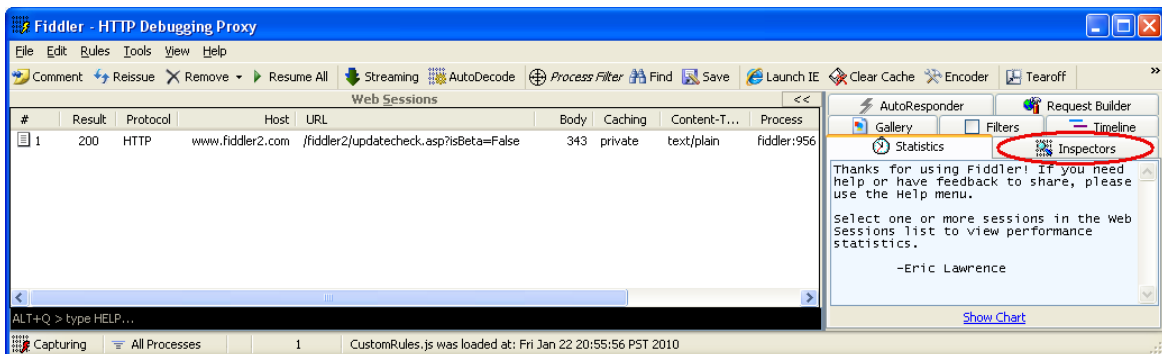 Fiddler - HTTP Debugging Proxy
File Edit Rules Tools View Help
Comment Reissue Remove Resume All Streaming AutoDecode Process Filter Find Save Launch IE Clear Cache Encoder Tearoff »
Web Sessions <<
# Result Protocol Host URL Body Caching Content-T... Process
1 200 HTTP www.fiddler2.com /fiddler2/updatecheck.asp?isBeta=False 343 private text/plain fiddler:956
AutoResponder Request Builder
Gallery Filters Timeline
Statistics Inspectors
Thanks for using Fiddler! If you need
help or have feedback to share, please
use the Help menu.
Select one or more sessions in the Web
Sessions list to view performance
statistics.
-Eric Lawrence
Show Chart
ALT+Q > type HELP...
Capturing All Processes 1 CustomRules.js was loaded at: Fri Jan 22 20:55:56 PST 2010